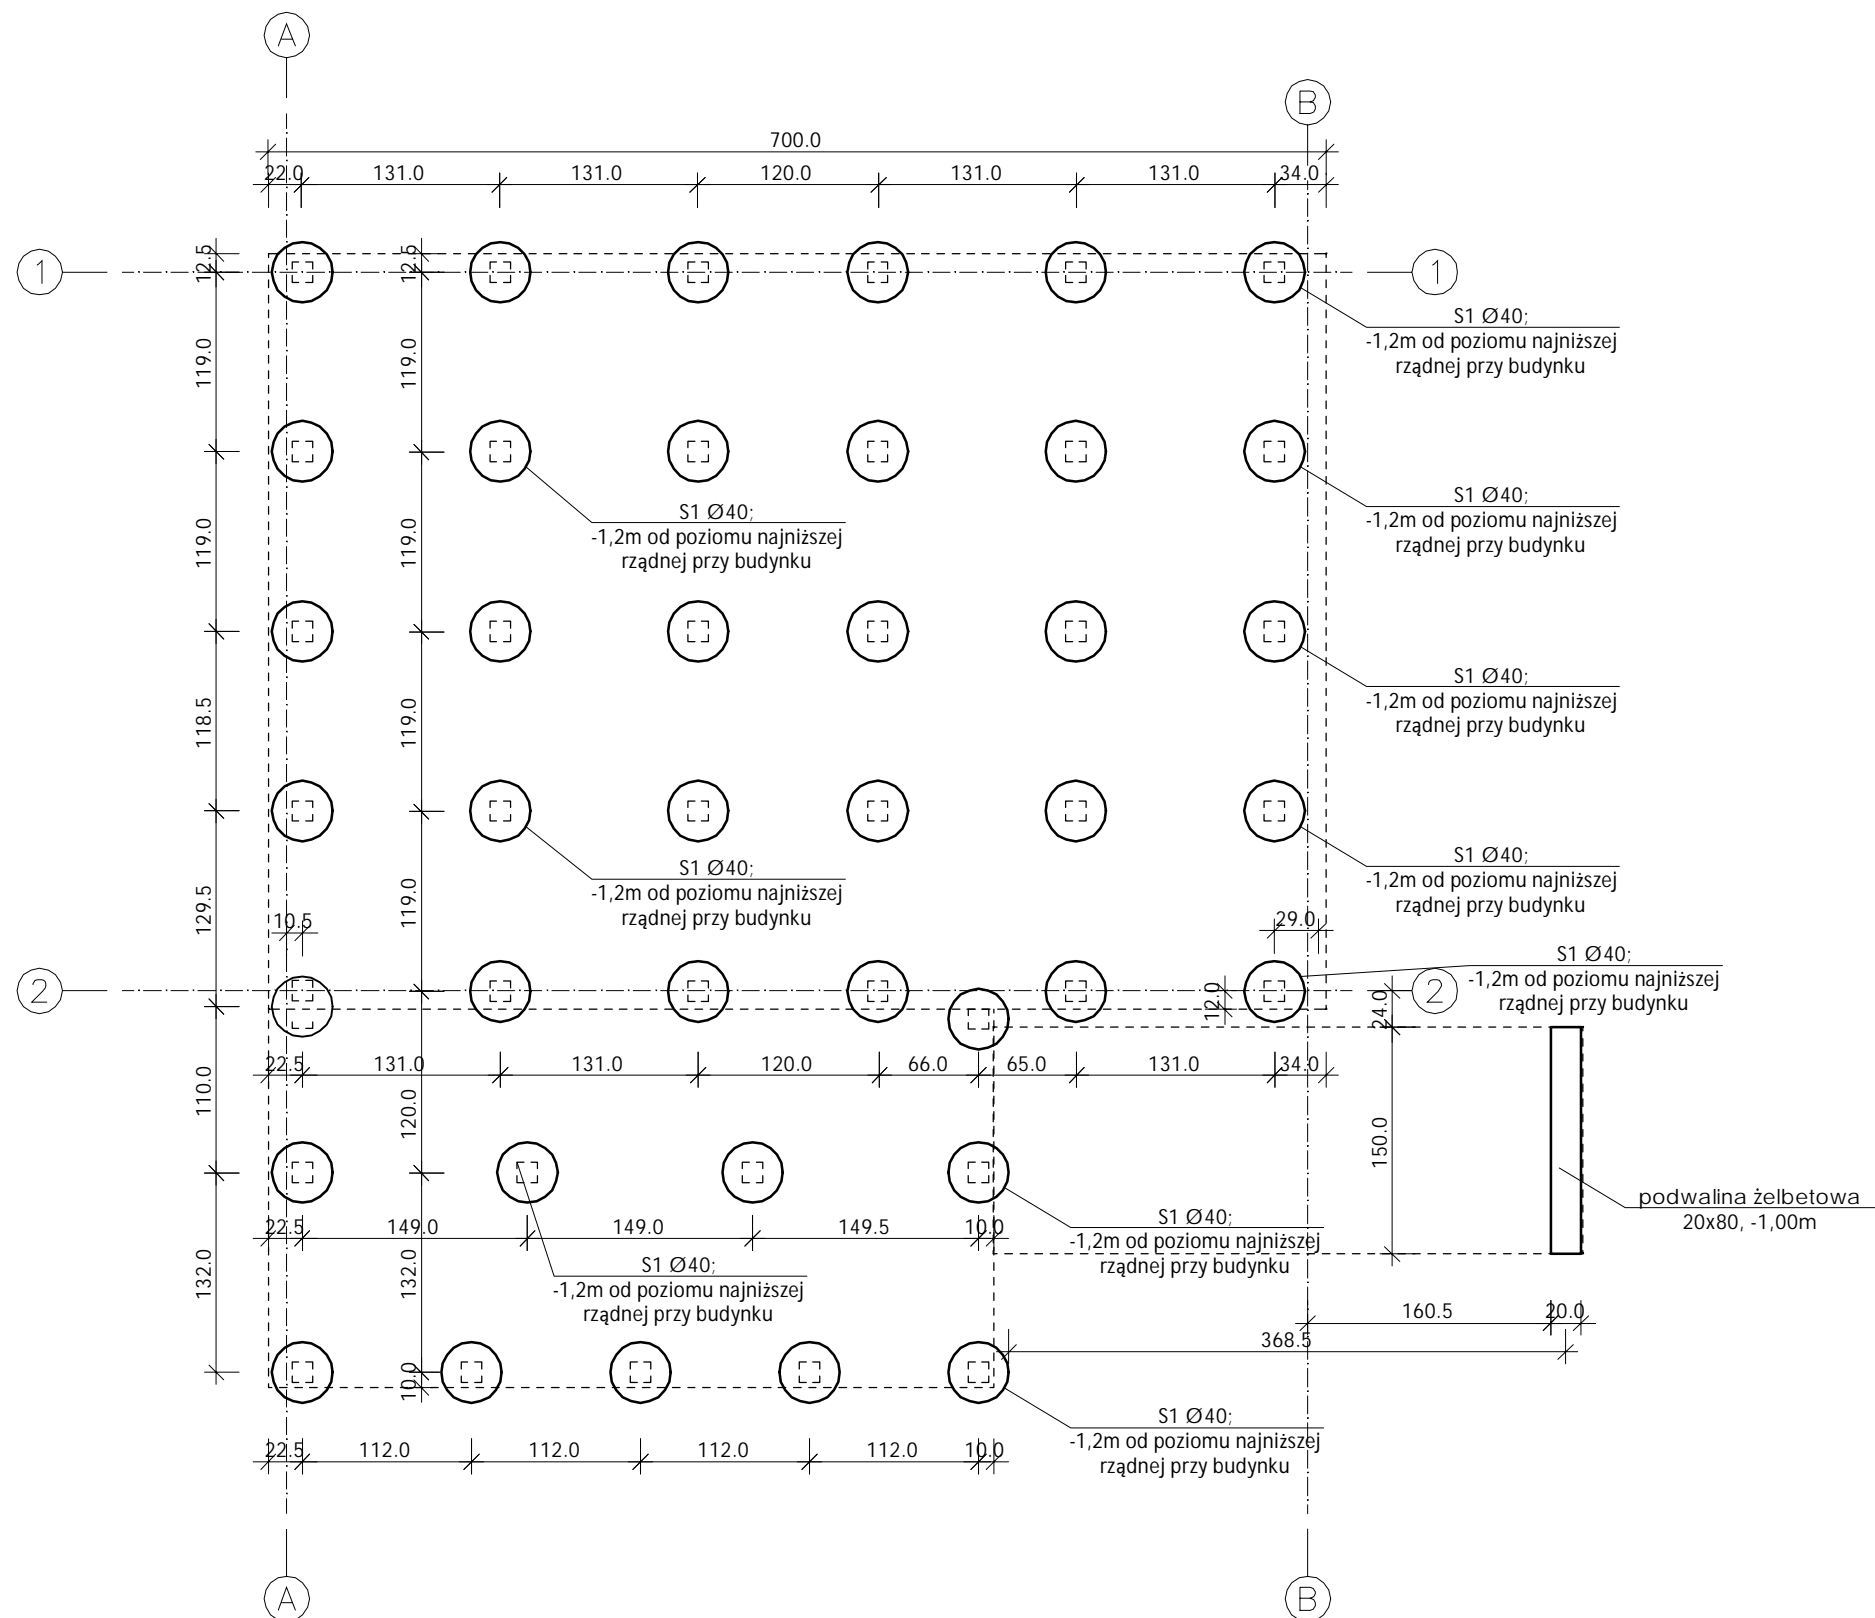 A
B
700.0
22.0 131.0 131.0 120.0 131.0 131.0 34.0
12.5 12.5
1 1
S1 Ø40;
-1,2m od poziomu najniższej
rządnej przy budynku
119.0 119.0
S1 Ø40;
-1,2m od poziomu najniższej
rządnej przy budynku
S1 Ø40;
-1,2m od poziomu najniższej
rządnej przy budynku
119.0 119.0
S1 Ø40;
-1,2m od poziomu najniższej
rządnej przy budynku
118.5 119.0
S1 Ø40;
-1,2m od poziomu najniższej
rządnej przy budynku
S1 Ø40;
-1,2m od poziomu najniższej
rządnej przy budynku
129.5 119.0
10.5 29.0
S1 Ø40;
-1,2m od poziomu najniższej
rządnej przy budynku
2 2
12.0 24.0
22.5 131.0 131.0 120.0 66.0 65.0 131.0 34.0
110.0 120.0 150.0
podwalina żelbetowa
20x80, -1,00m
22.5 149.0 149.0 149.5 10.0
S1 Ø40;
-1,2m od poziomu najniższej
rządnej przy budynku
132.0 132.0
S1 Ø40;
-1,2m od poziomu najniższej
rządnej przy budynku
160.5 20.0
368.5
10.0
S1 Ø40;
-1,2m od poziomu najniższej
rządnej przy budynku
22.5 112.0 112.0 112.0 112.0 10.0
A B